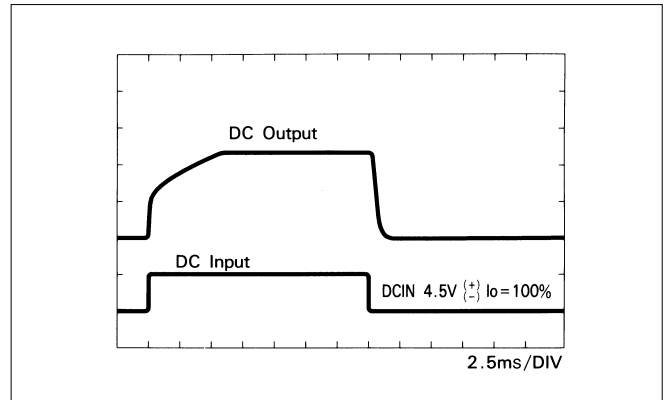 DC Output
DC Input
DCIN 4.5V (+) (-) Io=100%
2.5ms/DIV